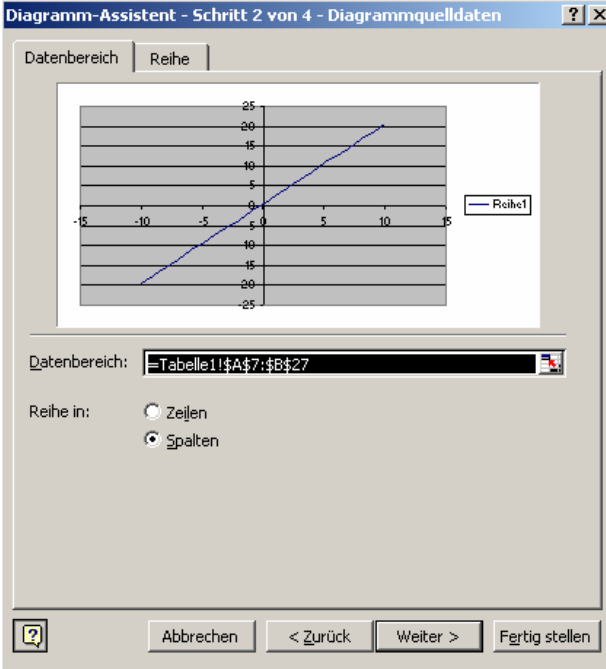 Diagramm-Assistent - Schritt 2 von 4 - Diagrammquelldaten ? X
Datenbereich Reihe
25
20
15
10
5
0
-15 -10 -5 0 5 10 15
-5
-10
-15
-20
-25
Reihe1
Datenbereich: =Tabelle1!$A$7:$B$27
Reihe in: Zeilen
Spalten
? Abbrechen < Zurück Weiter > Fertig stellen